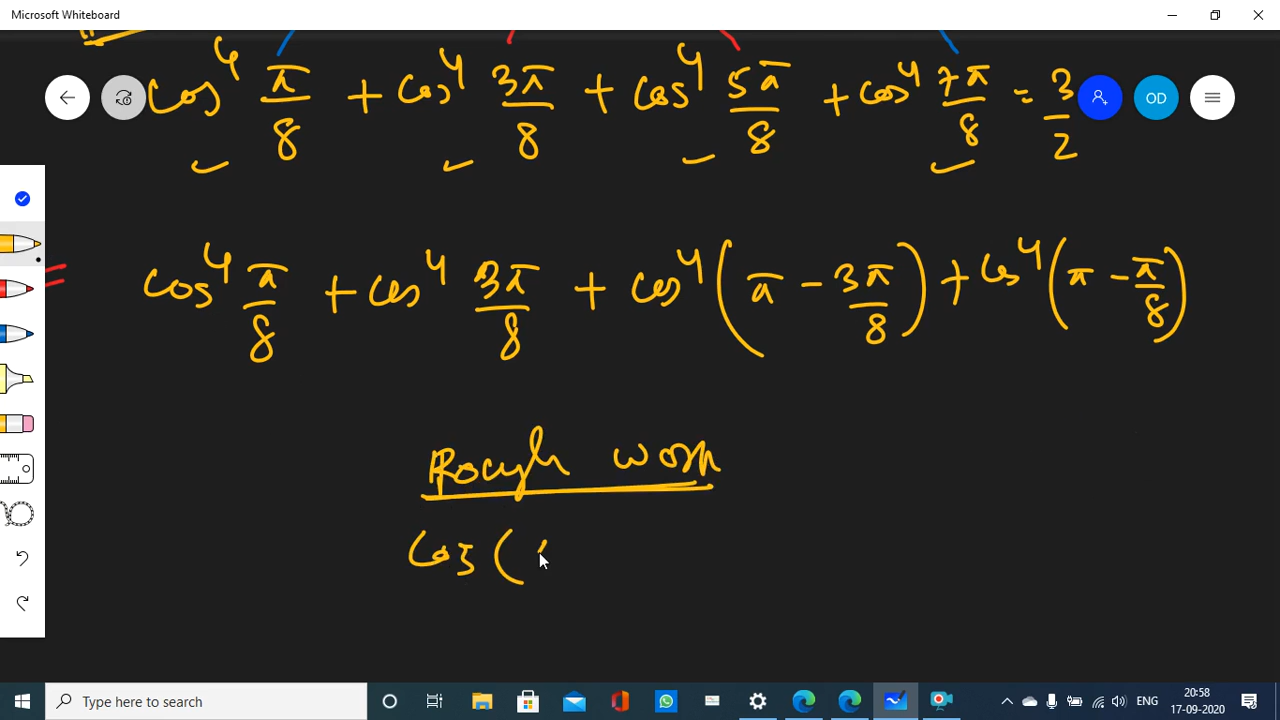 Microsoft Whiteboard
cos⁴ π/8 + cos⁴ 3π/8 + cos⁴ 5π/8 + cos⁴ 7π/8 = 3/2
OD
= cos⁴ π/8 + cos⁴ 3π/8 + cos⁴ (π - 3π/8) + cos⁴ (π - π/8)
Rough work
Cos (
Type here to search
ENG
20:58
17-09-2020